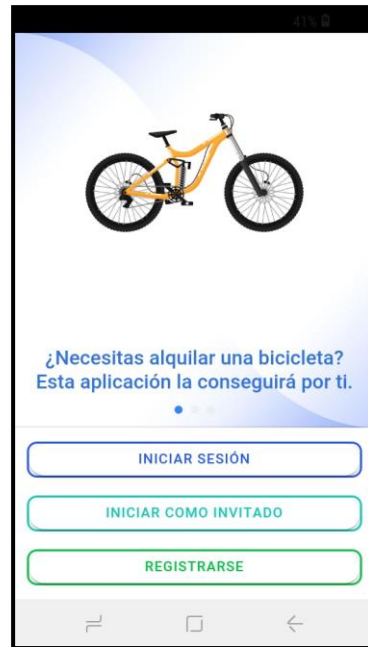 41%
¿Necesitas alquilar una bicicleta?
Esta aplicación la conseguirá por ti.
INICIAR SESIÓN
INICIAR COMO INVITADO
REGISTRARSE